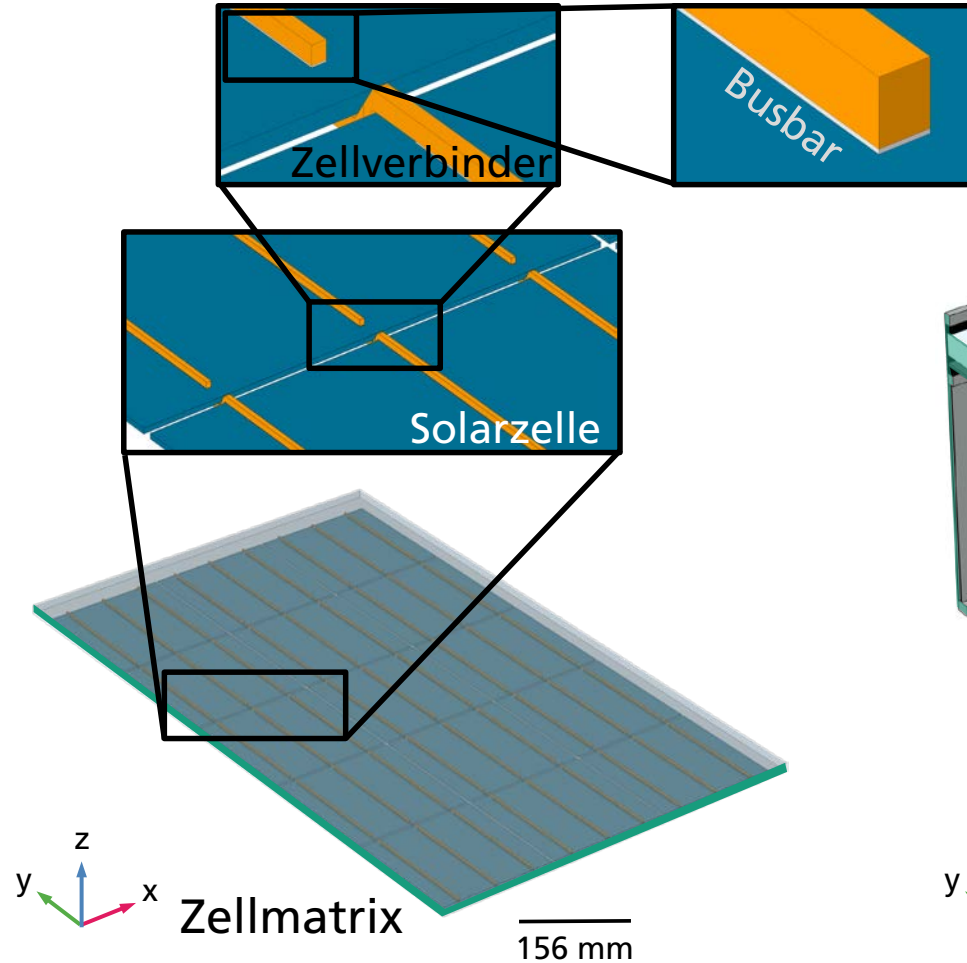 Busbar
Zellverbinder
Solarzelle
z
y
x
Zellmatrix
156 mm
y